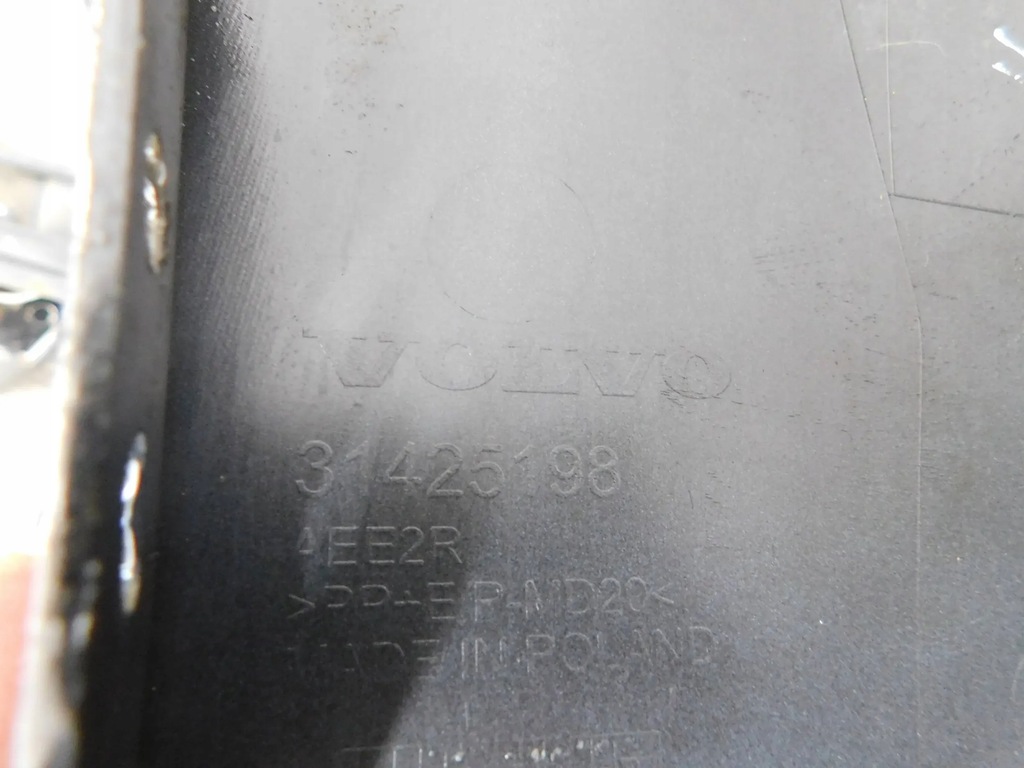 VOLVO
31425198
4EE2R
>PP+E/P-MD20<
MADE IN POLAND